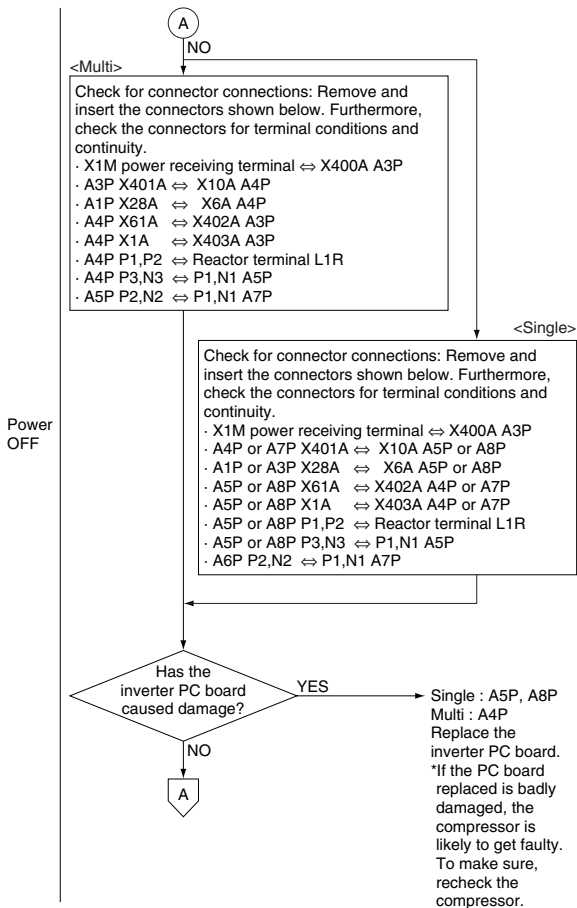 A
NO
<Multi>
Check for connector connections: Remove and
insert the connectors shown below. Furthermore,
check the connectors for terminal conditions and
continuity.
· X1M power receiving terminal ⇔ X400A A3P
· A3P X401A ⇔ X10A A4P
· A1P X28A ⇔ X6A A4P
· A4P X61A ⇔ X402A A3P
· A4P X1A ⇔ X403A A3P
· A4P P1,P2 ⇔ Reactor terminal L1R
· A4P P3,N3 ⇔ P1,N1 A5P
· A5P P2,N2 ⇔ P1,N1 A7P
<Single>
Check for connector connections: Remove and
insert the connectors shown below. Furthermore,
check the connectors for terminal conditions and
continuity.
· X1M power receiving terminal ⇔ X400A A3P
· A4P or A7P X401A ⇔ X10A A5P or A8P
· A1P or A3P X28A ⇔ X6A A5P or A8P
· A5P or A8P X61A ⇔ X402A A4P or A7P
· A5P or A8P X1A ⇔ X403A A4P or A7P
· A5P or A8P P1,P2 ⇔ Reactor terminal L1R
· A5P or A8P P3,N3 ⇔ P1,N1 A5P
· A6P P2,N2 ⇔ P1,N1 A7P
Power
OFF
Has the
inverter PC board
caused damage?
YES
Single : A5P, A8P
Multi : A4P
Replace the
inverter PC board.
*If the PC board
replaced is badly
damaged, the
compressor is
likely to get faulty.
To make sure,
recheck the
compressor.
NO
A